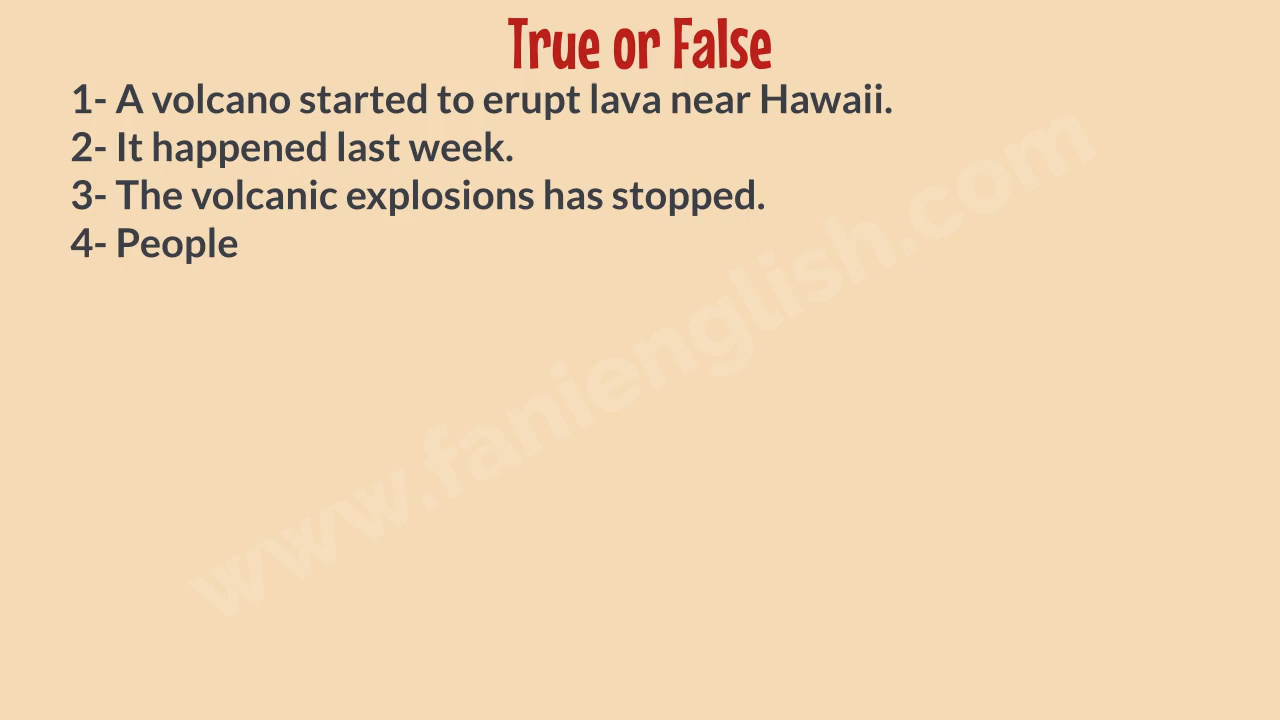 True or False
1- A volcano started to erupt lava near Hawaii.
2- It happened last week.
3- The volcanic explosions has stopped.
4- People
www.fanienglish.com